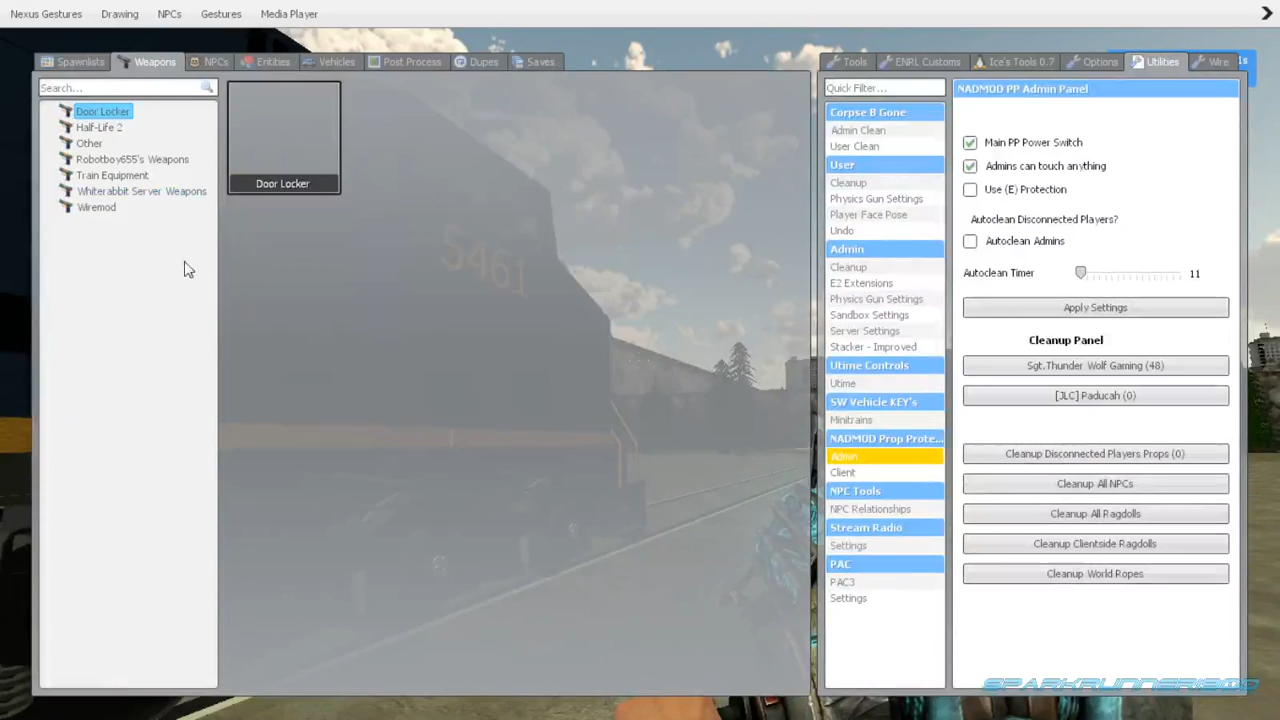 Nexus Gestures Drawing NPCs Gestures Media Player
Spawnlists Weapons NPCs Entities Vehicles Post Process Dupes Saves
Tools ENRL Customs Ice's Tools 0.7 Options Utilities Wire
Search...
Door Locker
Half-Life 2
Other
Robotboy655's Weapons
Train Equipment
Whiterabbit Server Weapons
Wiremod
Door Locker
5461
Quick Filter...
Corpse B Gone
Admin Clean
User Clean
User
Cleanup
Physics Gun Settings
Player Face Pose
Undo
Admin
Cleanup
E2 Extensions
Physics Gun Settings
Sandbox Settings
Server Settings
Stacker - Improved
Utime Controls
Utime
SW Vehicle KEY's
Minitrains
NADMOD Prop Prote...
Admin
Client
NPC Tools
NPC Relationships
Stream Radio
Settings
PAC
PAC3
Settings
NADMOD PP Admin Panel
Main PP Power Switch
Admins can touch anything
Use (E) Protection
Autoclean Disconnected Players?
Autoclean Admins
Autoclean Timer 11
Apply Settings
Cleanup Panel
Sgt.Thunder Wolf Gaming (48)
[JLC] Paducah (0)
Cleanup Disconnected Players Props (0)
Cleanup All NPCs
Cleanup All Ragdolls
Cleanup Clientside Ragdolls
Cleanup World Ropes